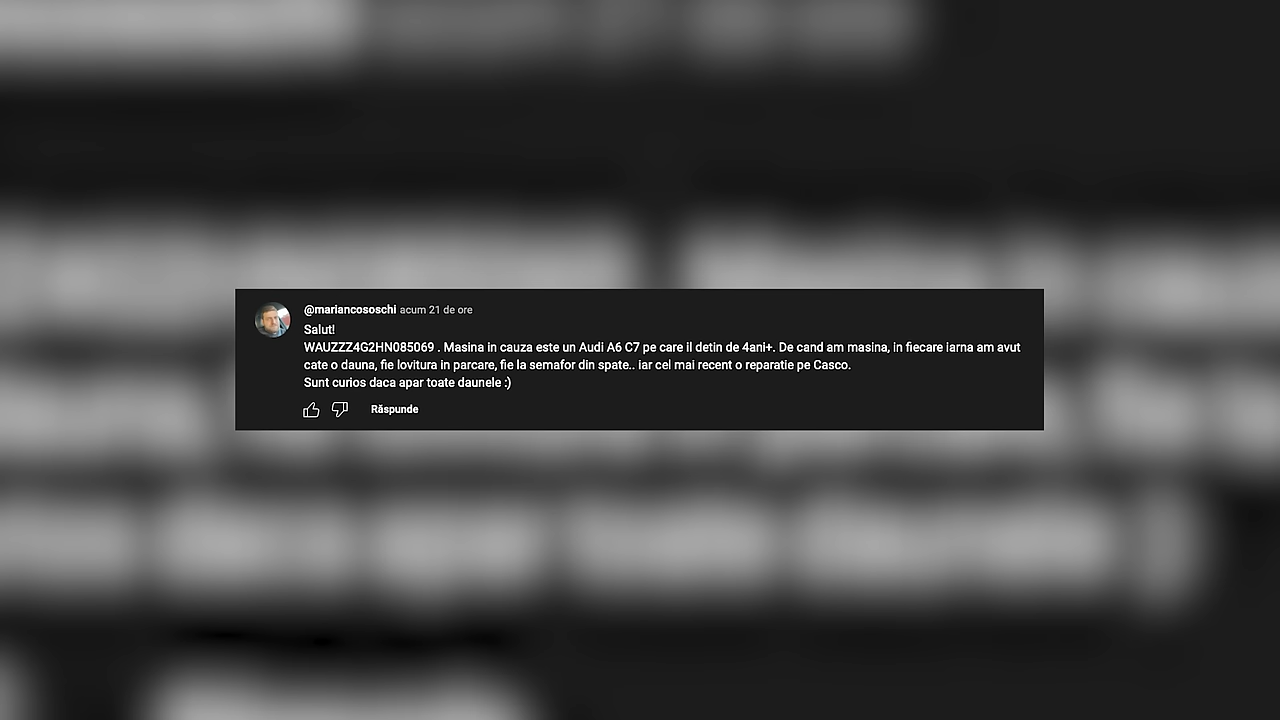 @mariancososchi acum 21 de ore
Salut!
WAUZZZ4G2HN085069 . Masina in cauza este un Audi A6 C7 pe care il detin de 4ani+. De cand am masina, in fiecare iarna am avut
cate o dauna, fie lovitura in parcare, fie la semafor din spate.. iar cel mai recent o reparatie pe Casco.
Sunt curios daca apar toate daunele :)
Răspunde